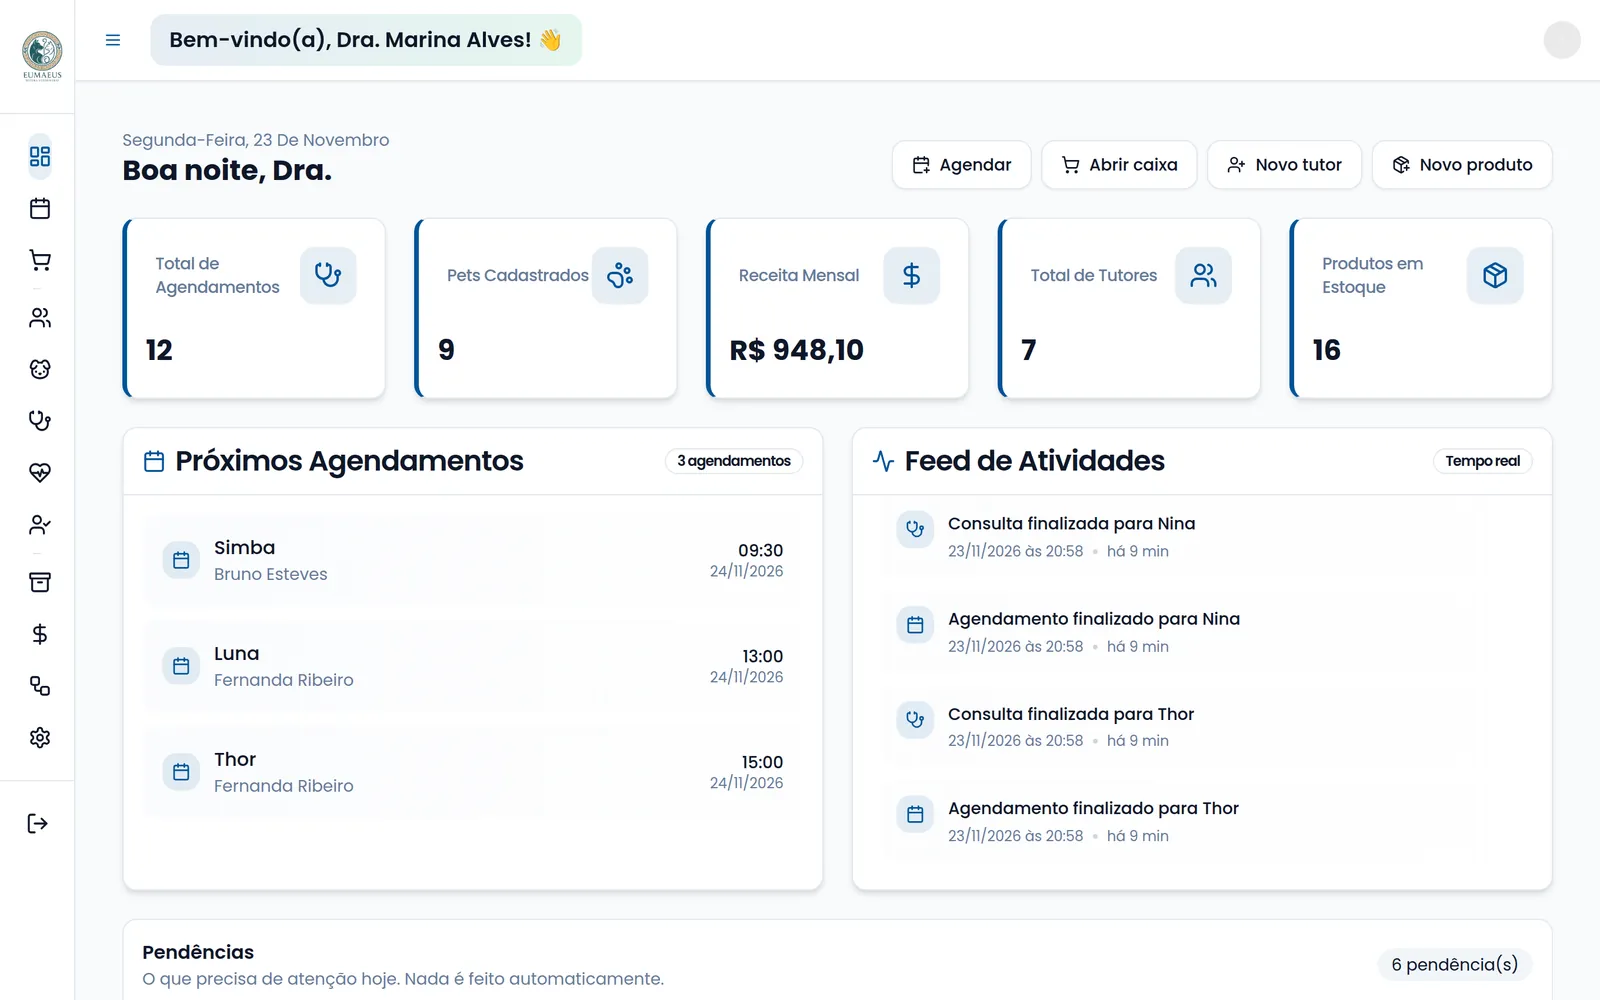 EUMAEUS
Bem-vindo(a), Dra. Marina Alves! 👋
Segunda-Feira, 23 De Novembro
Boa noite, Dra.
Agendar
Abrir caixa
Novo tutor
Novo produto
Total de
Agendamentos
12
Pets Cadastrados
9
Receita Mensal
R$ 948,10
Total de Tutores
7
Produtos em
Estoque
16
Próximos Agendamentos
3 agendamentos
Simba
Bruno Esteves
09:30
24/11/2026
Luna
Fernanda Ribeiro
13:00
24/11/2026
Thor
Fernanda Ribeiro
15:00
24/11/2026
Feed de Atividades
Tempo real
Consulta finalizada para Nina
23/11/2026 às 20:58 • há 9 min
Agendamento finalizado para Nina
23/11/2026 às 20:58 • há 9 min
Consulta finalizada para Thor
23/11/2026 às 20:58 • há 9 min
Agendamento finalizado para Thor
23/11/2026 às 20:58 • há 9 min
Pendências
O que precisa de atenção hoje. Nada é feito automaticamente.
6 pendência(s)